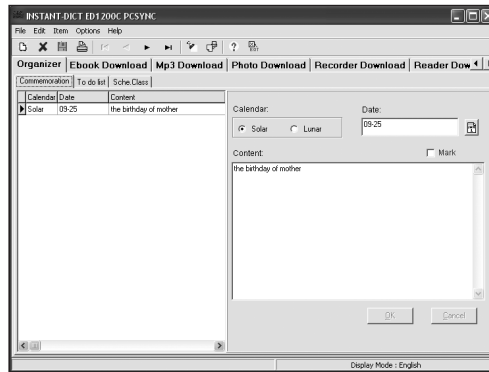 INSTANT-DICT ED1200C PCSYNC
File Edit Item Options Help
Organizer Ebook Download Mp3 Download Photo Download Recorder Download Reader Dow
Commemoration To do list Sche.Class
Calendar Date Content
Solar 09-25 the birthday of mother
Calendar: Date:
Solar Lunar 09-25
Content: Mark
the birthday of mother
OK Cancel
Display Mode : English